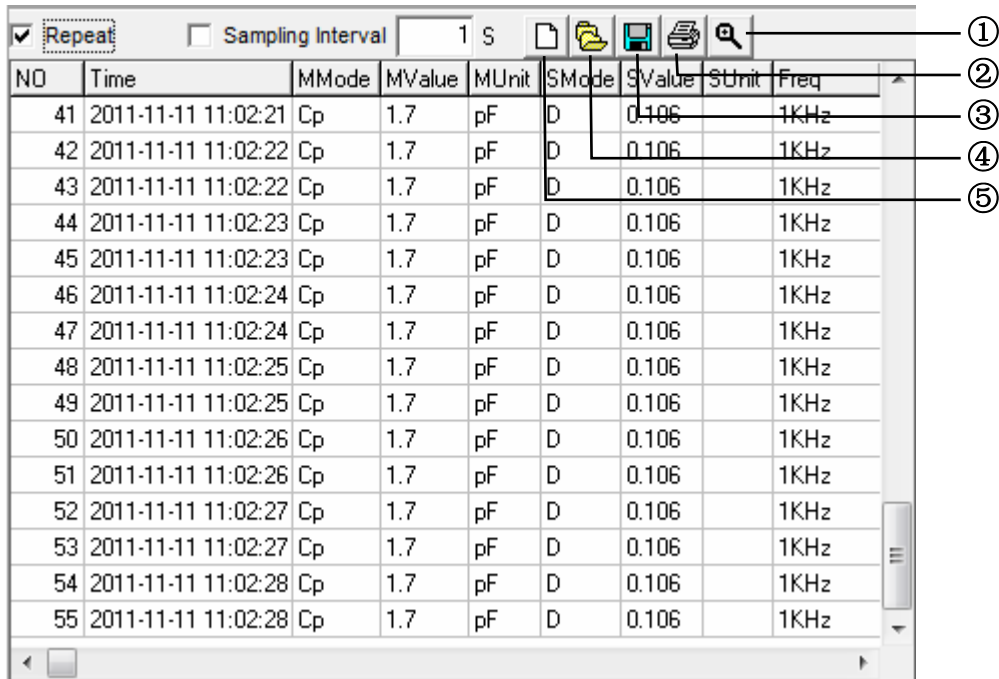 Repeat Sampling Interval 1 S ①
②
NO Time MMode MValue MUnit SMode SValue SUnit Freq
41 2011-11-11 11:02:21 Cp 1.7 pF D 0.106 1KHz ③
42 2011-11-11 11:02:22 Cp 1.7 pF D 0.106 1KHz ④
43 2011-11-11 11:02:22 Cp 1.7 pF D 0.106 1KHz ⑤
44 2011-11-11 11:02:23 Cp 1.7 pF D 0.106 1KHz
45 2011-11-11 11:02:23 Cp 1.7 pF D 0.106 1KHz
46 2011-11-11 11:02:24 Cp 1.7 pF D 0.106 1KHz
47 2011-11-11 11:02:24 Cp 1.7 pF D 0.106 1KHz
48 2011-11-11 11:02:25 Cp 1.7 pF D 0.106 1KHz
49 2011-11-11 11:02:25 Cp 1.7 pF D 0.106 1KHz
50 2011-11-11 11:02:26 Cp 1.7 pF D 0.106 1KHz
51 2011-11-11 11:02:26 Cp 1.7 pF D 0.106 1KHz
52 2011-11-11 11:02:27 Cp 1.7 pF D 0.106 1KHz
53 2011-11-11 11:02:27 Cp 1.7 pF D 0.106 1KHz
54 2011-11-11 11:02:28 Cp 1.7 pF D 0.106 1KHz
55 2011-11-11 11:02:28 Cp 1.7 pF D 0.106 1KHz